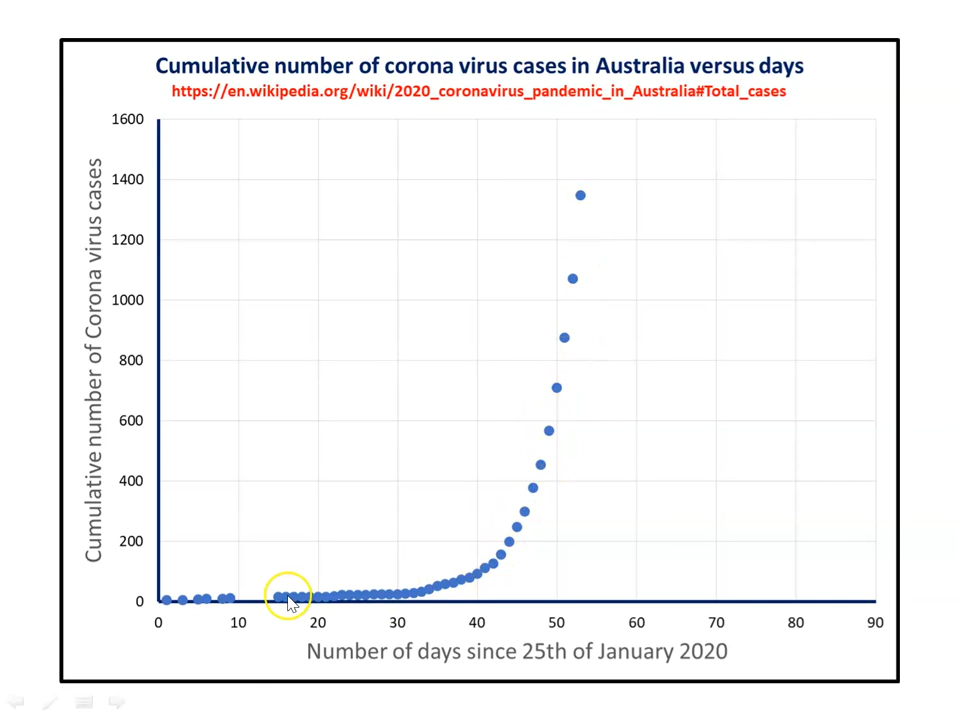 Cumulative number of corona virus cases in Australia versus days
https://en.wikipedia.org/wiki/2020_coronavirus_pandemic_in_Australia#Total_cases
Cumulative number of Corona virus cases
1600
1400
1200
1000
800
600
400
200
0
0 10 20 30 40 50 60 70 80 90
Number of days since 25th of January 2020